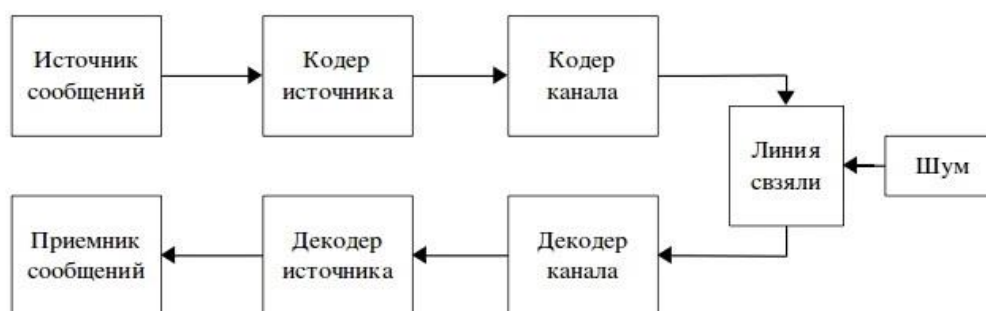 Источник
сообщений
Кодер
источника
Кодер
канала
Линия
свзяли
Шум
Приемник
сообщений
Декодер
источника
Декодер
канала